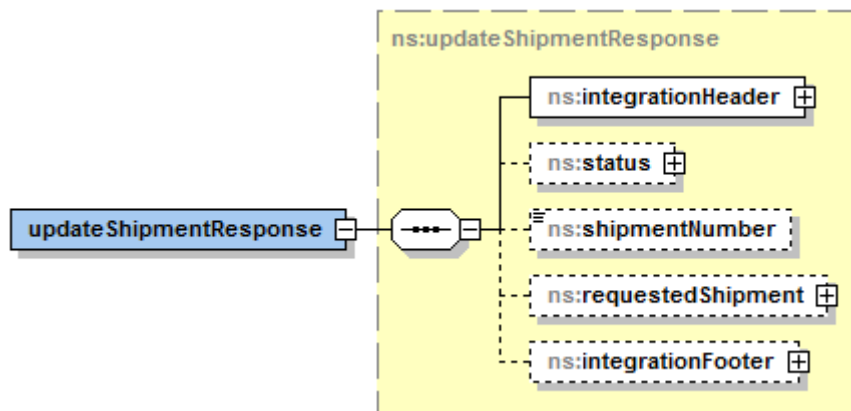 ns:updateShipmentResponse
ns:integrationHeader
ns:status
updateShipmentResponse
ns:shipmentNumber
ns:requestedShipment
ns:integrationFooter